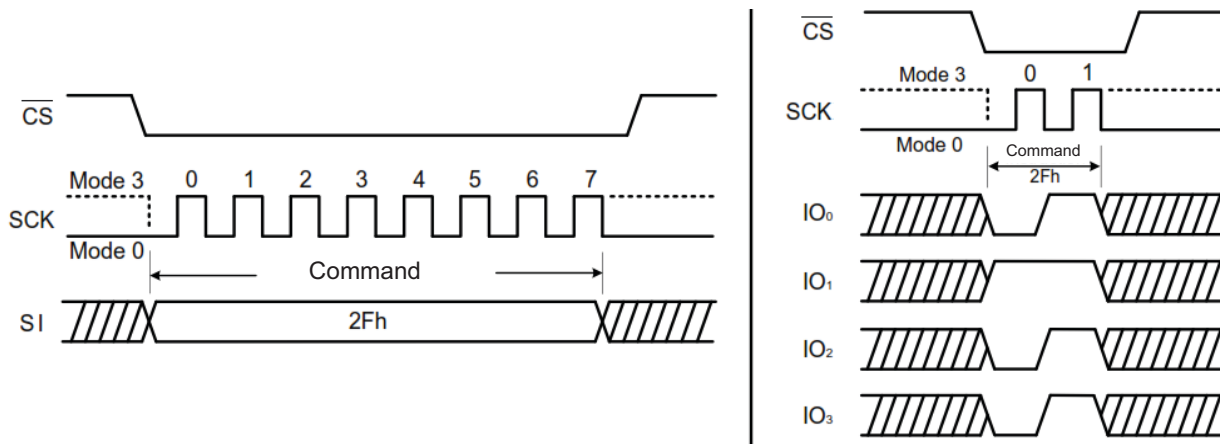 CS
Mode 3 0 1 2 3 4 5 6 7
SCK
Mode 0
Command
SI 2Fh
CS
Mode 3 0 1
SCK
Mode 0
Command
2Fh
IO₀
IO₁
IO₂
IO₃